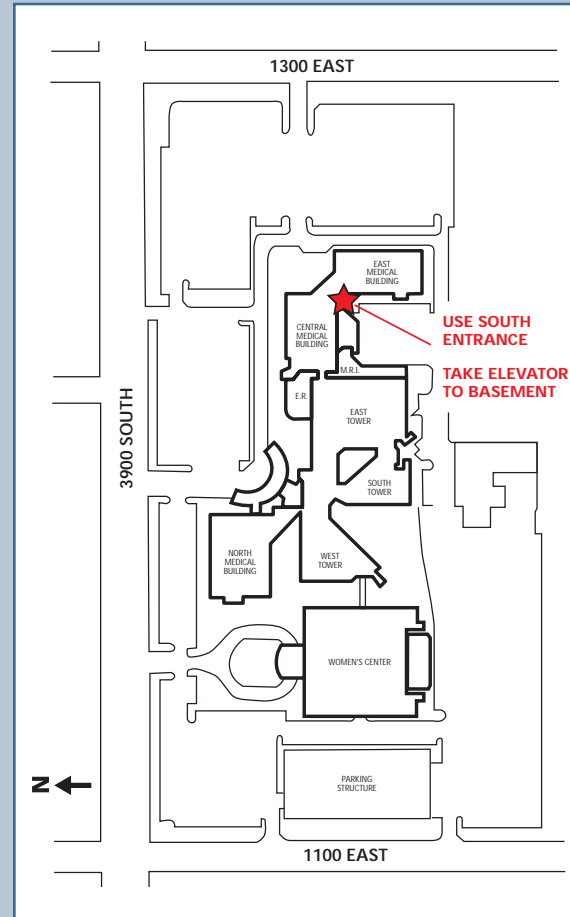 1300 EAST
EAST
MEDICAL
BUILDING
USE SOUTH
ENTRANCE
CENTRAL
MEDICAL
BUILDING
TAKE ELEVATOR
TO BASEMENT
M.R.I.
E.R.
EAST
TOWER
3900 SOUTH
SOUTH
TOWER
NORTH
MEDICAL
BUILDING
WEST
TOWER
WOMEN'S CENTER
N
PARKING
STRUCTURE
1100 EAST